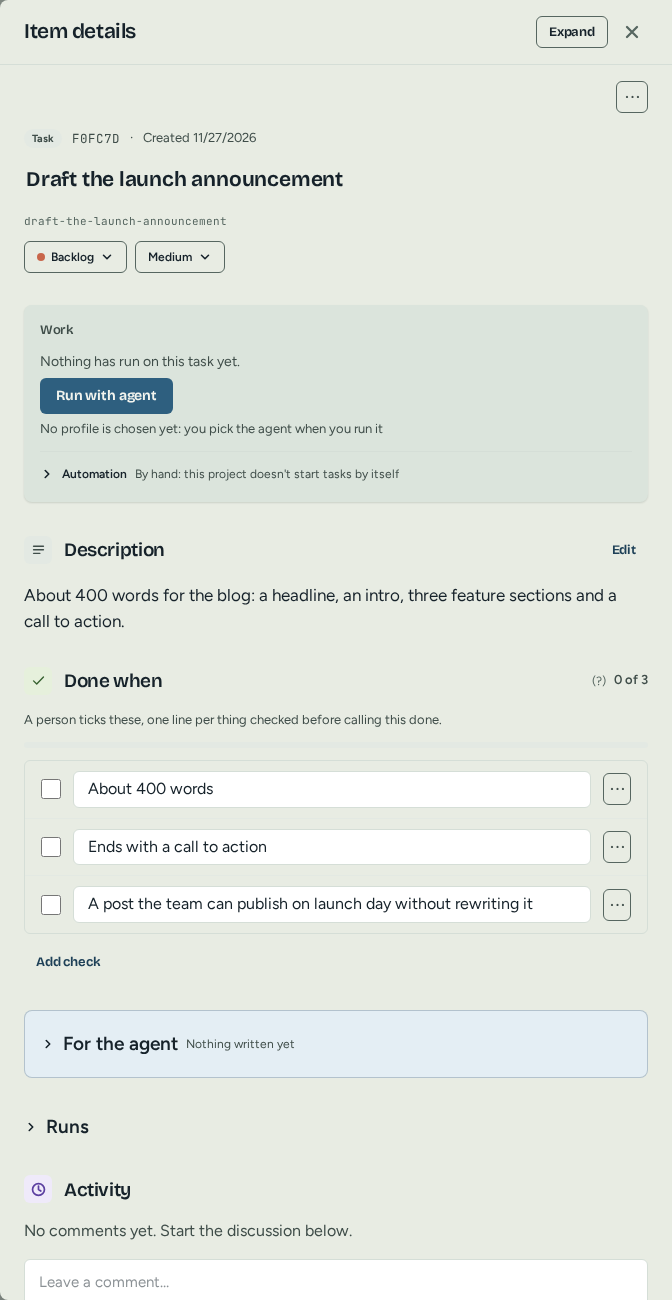 Item details
Expand
Task F0FC7D · Created 11/27/2026
Draft the launch announcement
draft-the-launch-announcement
Backlog
Medium
Work
Nothing has run on this task yet.
Run with agent
No profile is chosen yet: you pick the agent when you run it
Automation By hand: this project doesn't start tasks by itself
Description
Edit
About 400 words for the blog: a headline, an intro, three feature sections and a
call to action.
Done when
(?) 0 of 3
A person ticks these, one line per thing checked before calling this done.
About 400 words
Ends with a call to action
A post the team can publish on launch day without rewriting it
Add check
For the agent Nothing written yet
Runs
Activity
No comments yet. Start the discussion below.
Leave a comment...